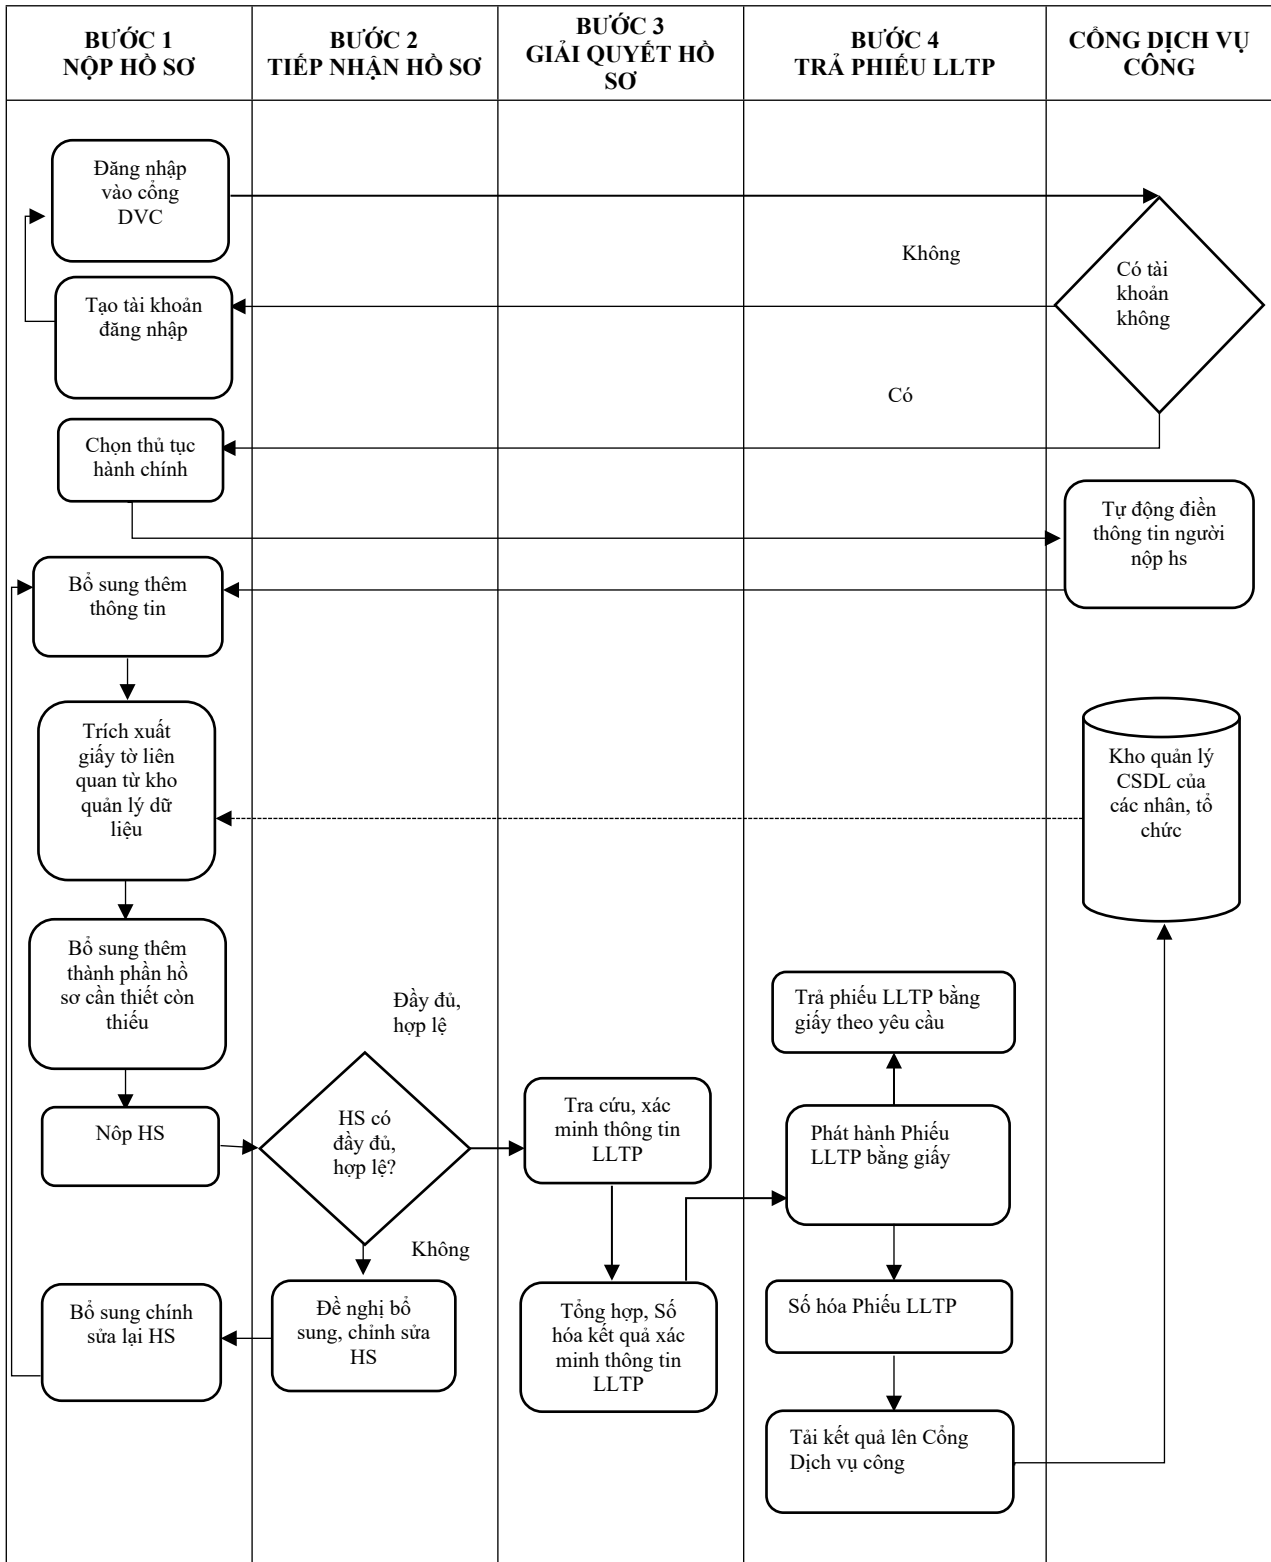 BƯỚC 1
NỘP HỒ SƠ
BƯỚC 2
TIẾP NHẬN HỒ SƠ
BƯỚC 3
GIẢI QUYẾT HỒ
SƠ
BƯỚC 4
TRẢ PHIẾU LLTP
CỔNG DỊCH VỤ
CÔNG
Đăng nhập
vào cổng
DVC
Không
Có tài
khoản
không
Tạo tài khoản
đăng nhập
Có
Chọn thủ tục
hành chính
Tự động điền
thông tin người
nộp hs
Bổ sung thêm
thông tin
Trích xuất
giấy tờ liên
quan từ kho
quản lý dữ
liệu
Kho quản lý
CSDL của
các nhân, tổ
chức
Bổ sung thêm
thành phần hồ
sơ cần thiết còn
thiếu
Đầy đủ,
hợp lệ
Trả phiếu LLTP bằng
giấy theo yêu cầu
Nôp HS
HS có
đầy đủ,
hợp lệ?
Tra cứu, xác
minh thông tin
LLTP
Phát hành Phiếu
LLTP bằng giấy
Không
Bổ sung chính
sửa lại HS
Đề nghị bổ
sung, chỉnh sửa
HS
Tổng hợp, Số
hóa kết quả xác
minh thông tin
LLTP
Số hóa Phiếu LLTP
Tải kết quả lên Cổng
Dịch vụ công